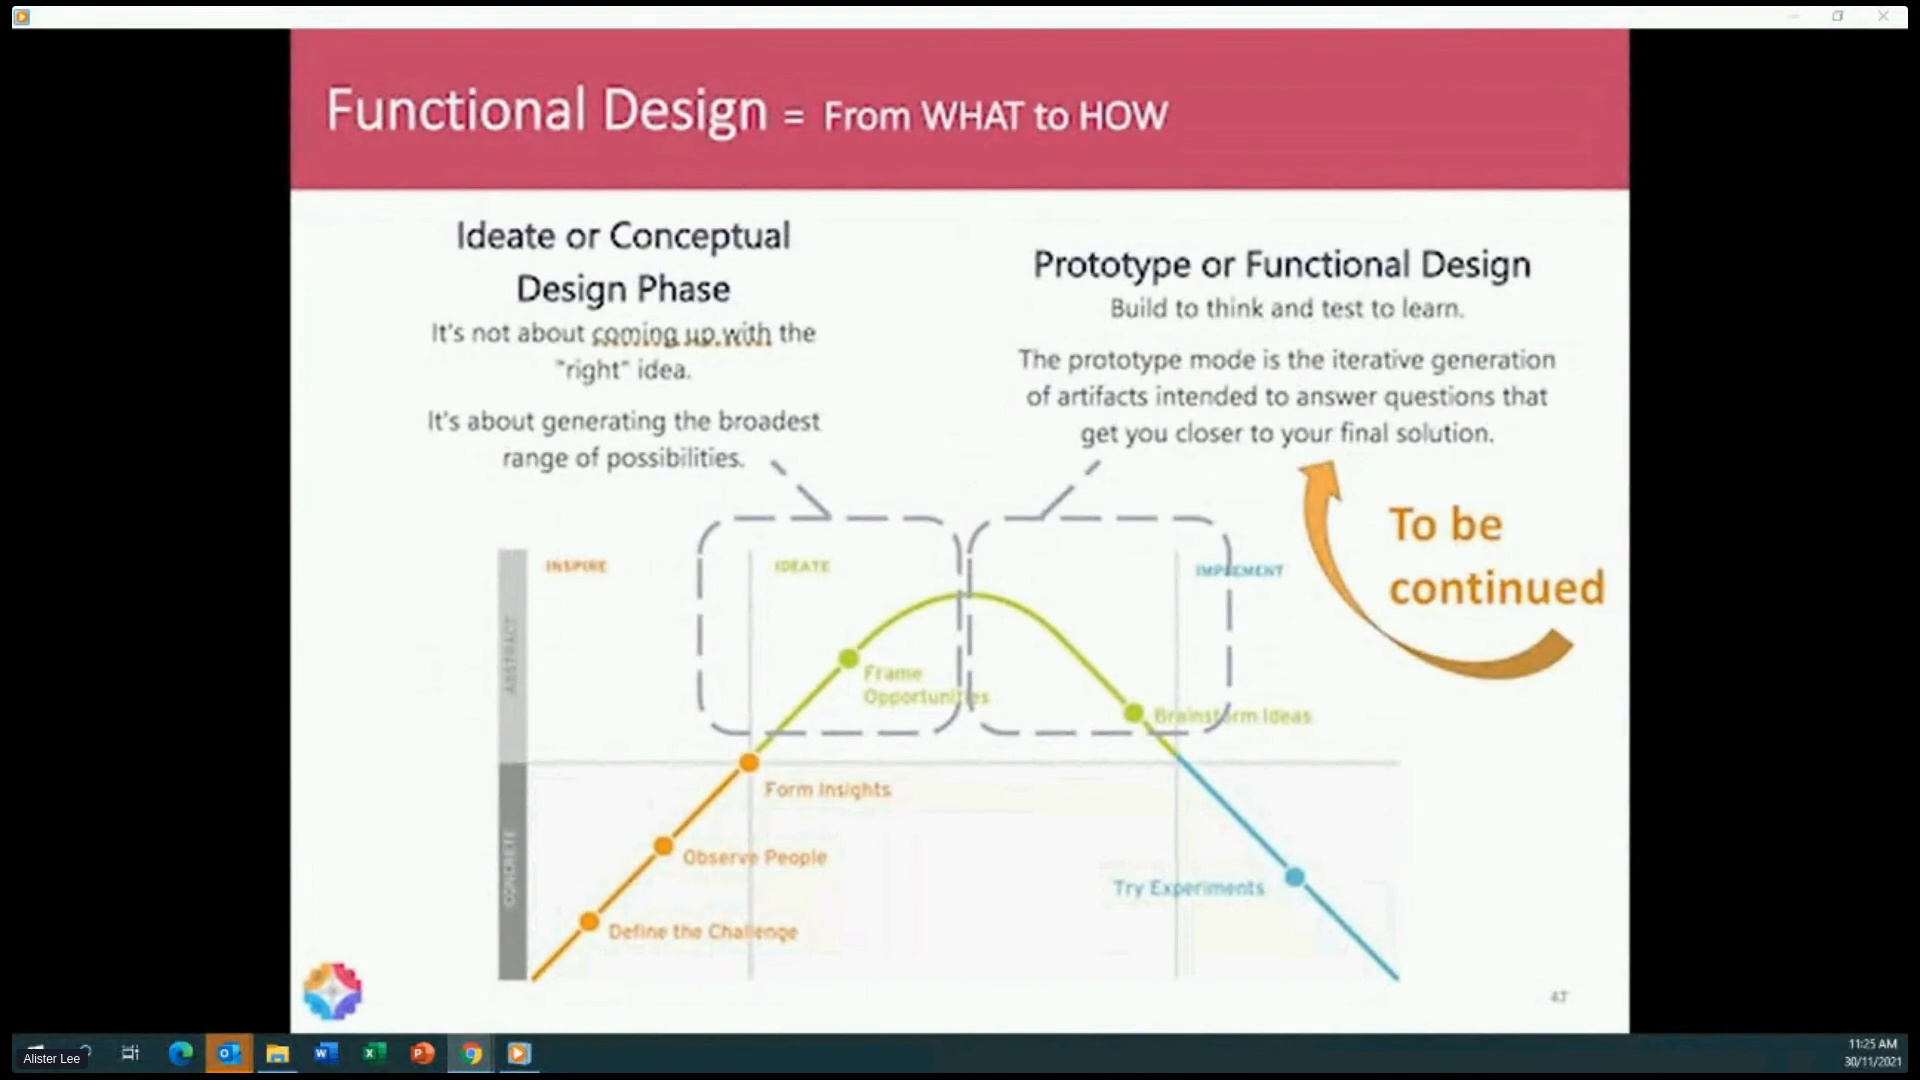 Functional Design = From WHAT to HOW
Ideate or Conceptual
Design Phase
It's not about coming up with the
"right" idea.
It's about generating the broadest
range of possibilities.
Prototype or Functional Design
Build to think and test to learn.
The prototype mode is the iterative generation
of artifacts intended to answer questions that
get you closer to your final solution.
To be
continued
INSPIRE
IDEATE
IMPLEMENT
ABSTRACT
CONCRETE
Frame
Opportunities
Brainstorm Ideas
Form Insights
Observe People
Define the Challenge
Try Experiments
47
Alister Lee
11:25 AM
30/11/2021